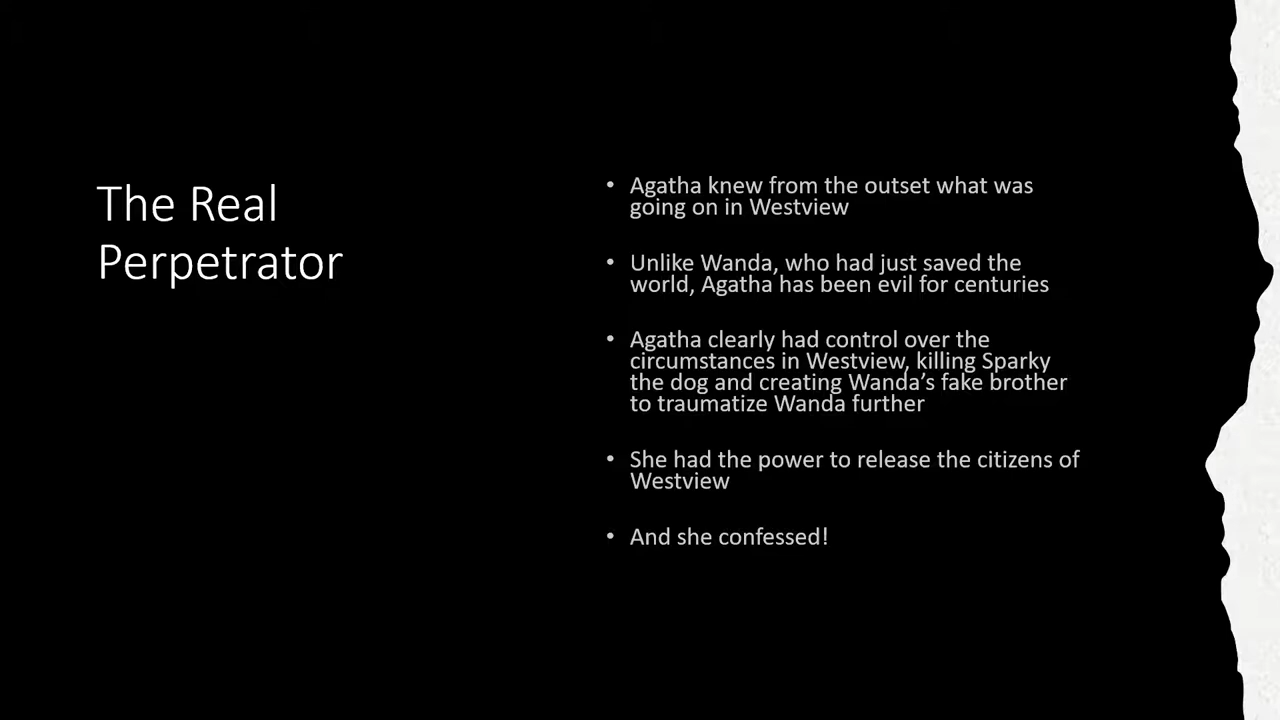 The Real
Perpetrator
• Agatha knew from the outset what was
going on in Westview
• Unlike Wanda, who had just saved the
world, Agatha has been evil for centuries
• Agatha clearly had control over the
circumstances in Westview, killing Sparky
the dog and creating Wanda’s fake brother
to traumatize Wanda further
• She had the power to release the citizens of
Westview
• And she confessed!